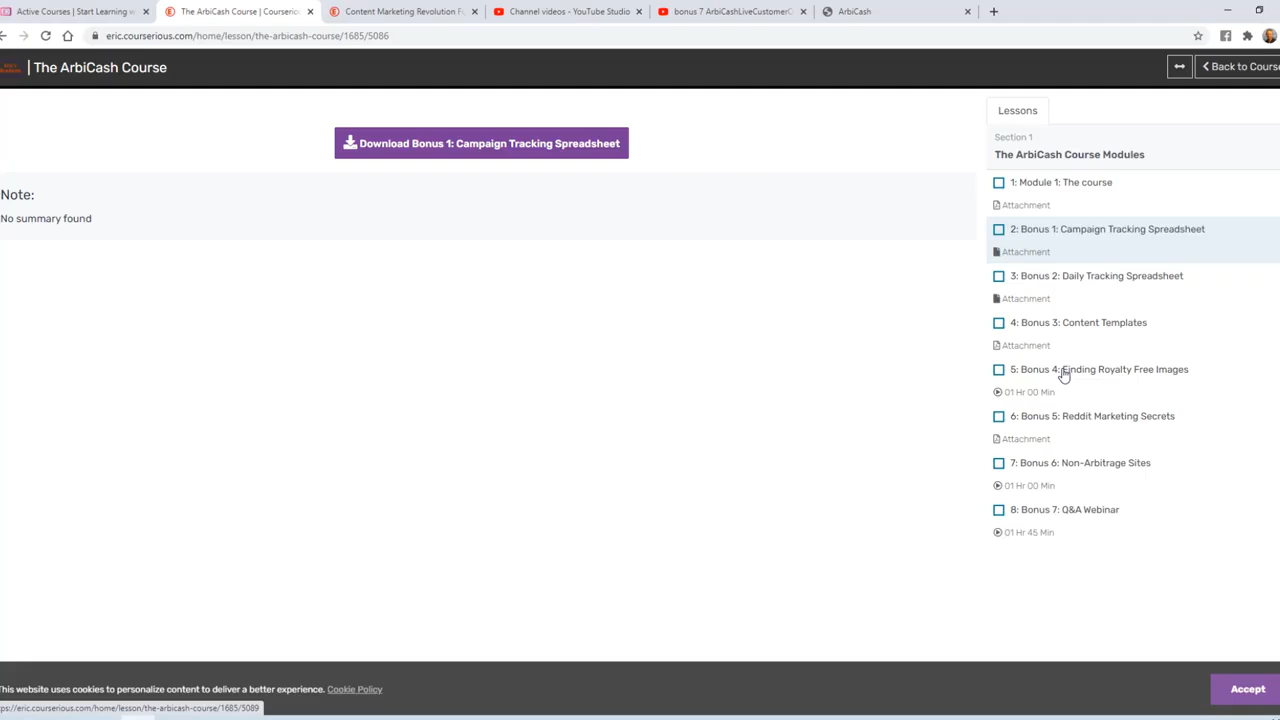 Active Courses | Start Learning w
The ArbiCash Course | Courserio
Content Marketing Revolution F
Channel videos - YouTube Studio
bonus 7 ArbiCashLiveCustomerC
ArbiCash
eric.courserious.com/home/lesson/the-arbicash-course/1685/5086
| The ArbiCash Course
Back to Course
Download Bonus 1: Campaign Tracking Spreadsheet
Note:
No summary found
Lessons
Section 1
The ArbiCash Course Modules
1: Module 1: The course
Attachment
2: Bonus 1: Campaign Tracking Spreadsheet
Attachment
3: Bonus 2: Daily Tracking Spreadsheet
Attachment
4: Bonus 3: Content Templates
Attachment
5: Bonus 4: Finding Royalty Free Images
01 Hr 00 Min
6: Bonus 5: Reddit Marketing Secrets
Attachment
7: Bonus 6: Non-Arbitrage Sites
01 Hr 00 Min
8: Bonus 7: Q&A Webinar
01 Hr 45 Min
This website uses cookies to personalize content to deliver a better experience. Cookie Policy
Accept
tps://eric.courserious.com/home/lesson/the-arbicash-course/1685/5089